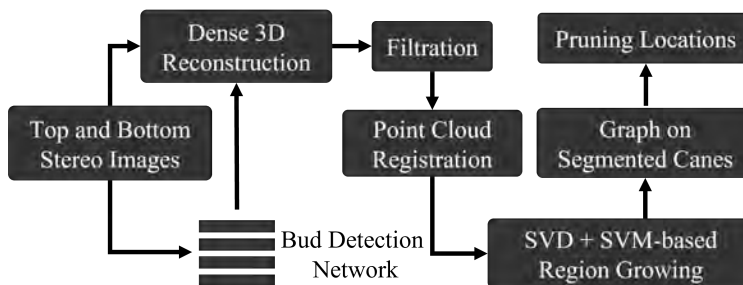 Dense 3D
Reconstruction
Filtration
Pruning Locations
Top and Bottom
Stereo Images
Point Cloud
Registration
Graph on
Segmented Canes
Bud Detection
Network
SVD + SVM-based
Region Growing